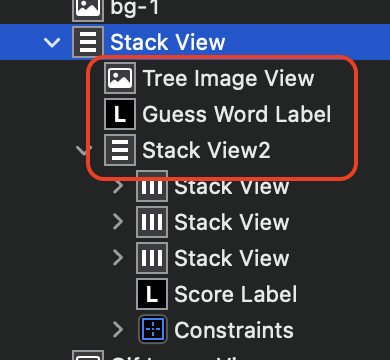 bg-1
Stack View
Tree Image View
L Guess Word Label
Stack View2
Stack View
Stack View
Stack View
L Score Label
Constraints